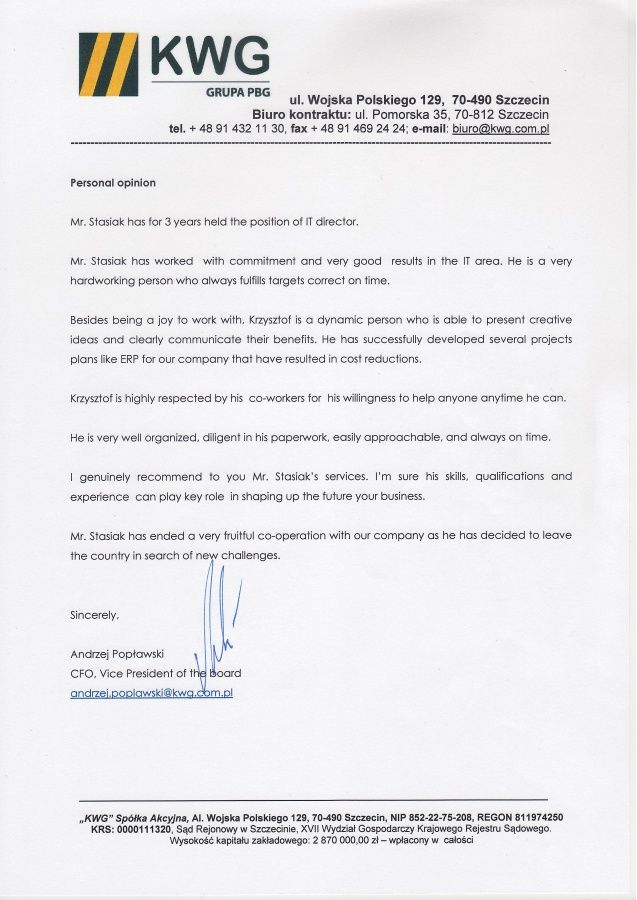 KWG
GRUPA PBG
ul. Wojska Polskiego 129, 70-490 Szczecin
Biuro kontraktu: ul. Pomorska 35, 70-812 Szczecin
tel. + 48 91 432 11 30, fax + 48 91 469 24 24; e-mail: biuro@kwg.com.pl
Personal opinion
Mr. Stasiak has for 3 years held the position of IT director.
Mr. Stasiak has worked with commitment and very good results in the IT area. He is a very
hardworking person who always fulfills targets correct on time.
Besides being a joy to work with, Krzysztof is a dynamic person who is able to present creative
ideas and clearly communicate their benefits. He has successfully developed several projects
plans like ERP for our company that have resulted in cost reductions.
Krzysztof is highly respected by his co-workers for his willingness to help anyone anytime he can.
He is very well organized, diligent in his paperwork, easily approachable, and always on time.
I genuinely recommend to you Mr. Stasiak's services. I'm sure his skills, qualifications and
experience can play key role in shaping up the future your business.
Mr. Stasiak has ended a very fruitful co-operation with our company as he has decided to leave
the country in search of new challenges.
Sincerely,
Andrzej Popławski
CFO, Vice President of the board
andrzej.poplawski@kwg.com.pl
„KWG" Spółka Akcyjna, Al. Wojska Polskiego 129, 70-490 Szczecin, NIP 852-22-75-208, REGON 811974250
KRS: 0000111320, Sąd Rejonowy w Szczecinie, XVII Wydział Gospodarczy Krajowego Rejestru Sądowego.
Wysokość kapitału zakładowego: 2 870 000,00 zł – wpłacony w całości